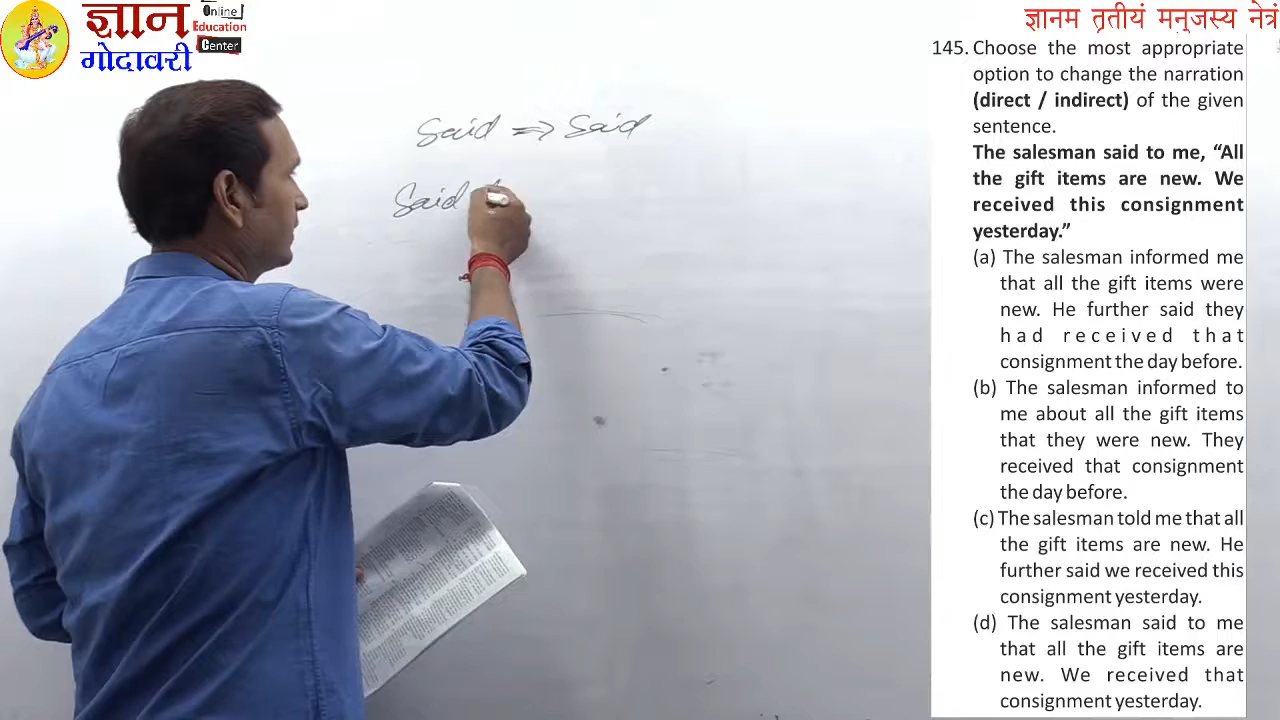 ज्ञान
Online
Education
Center
गोदावरी
ज्ञानम तृतीयं मनुजस्य नेत्रं
Said => Said
Said
145. Choose the most appropriate
option to change the narration
(direct / indirect) of the given
sentence.
The salesman said to me, “All
the gift items are new. We
received this consignment
yesterday.”
(a) The salesman informed me
that all the gift items were
new. He further said they
had received that
consignment the day before.
(b) The salesman informed to
me about all the gift items
that they were new. They
received that consignment
the day before.
(c) The salesman told me that all
the gift items are new. He
further said we received this
consignment yesterday.
(d) The salesman said to me
that all the gift items are
new. We received that
consignment yesterday.